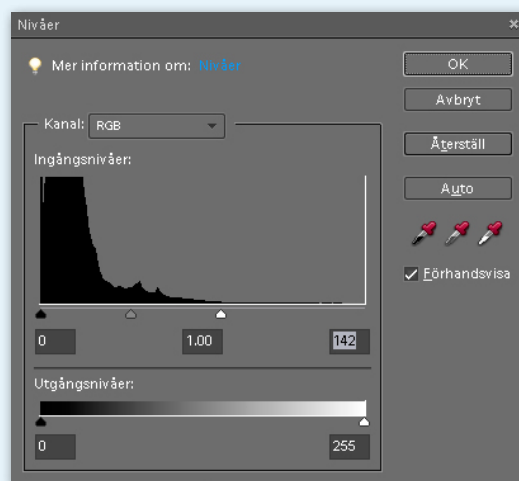 Nivåer
Mer information om: Nivåer
OK
Avbryt
Återställ
Auto
Kanal: RGB
Ingångsnivåer:
0 1.00 142
Förhandsvisa
Utgångsnivåer:
0 255